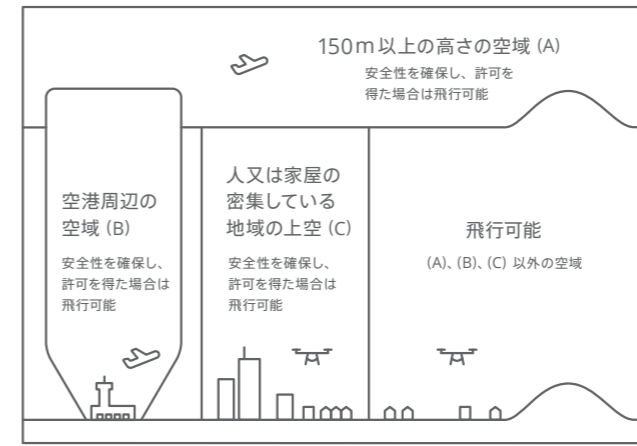 150m以上の高さの空域 (A)
安全性を確保し、許可を
得た場合は飛行可能
空港周辺の
空域 (B)
安全性を確保し、
許可を得た場合は
飛行可能
人又は家屋の
密集している
地域の上空 (C)
安全性を確保し、
許可を得た場合は
飛行可能
飛行可能
(A)、(B)、(C) 以外の空域